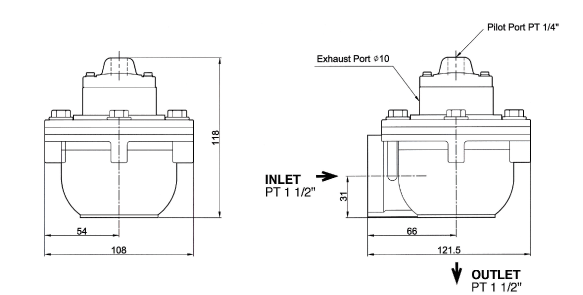 Pilot Port PT 1/4"
Exhaust Port ø10
118
INLET
PT 1 1/2"
31
54
108
66
121.5
OUTLET
PT 1 1/2"